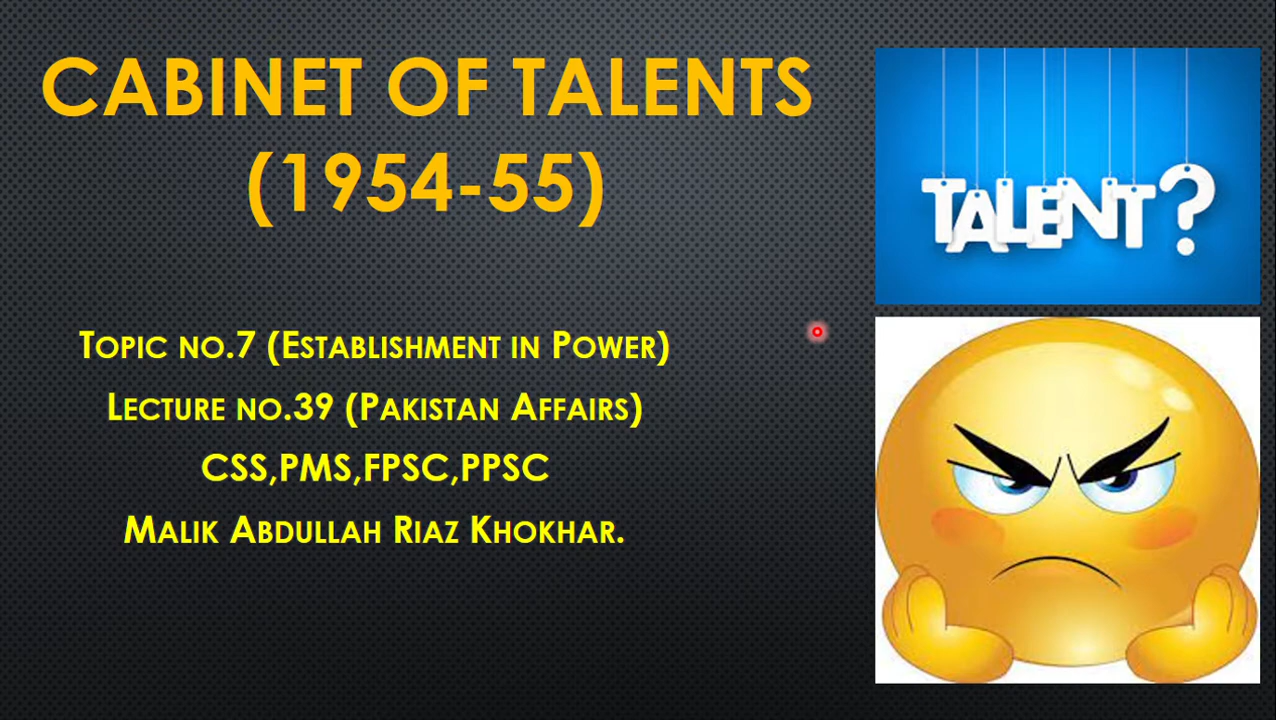 CABINET OF TALENTS
(1954-55)
TOPIC NO.7 (ESTABLISHMENT IN POWER)
LECTURE NO.39 (PAKISTAN AFFAIRS)
CSS,PMS,FPSC,PPSC
MALIK ABDULLAH RIAZ KHOKHAR.
TALENT?